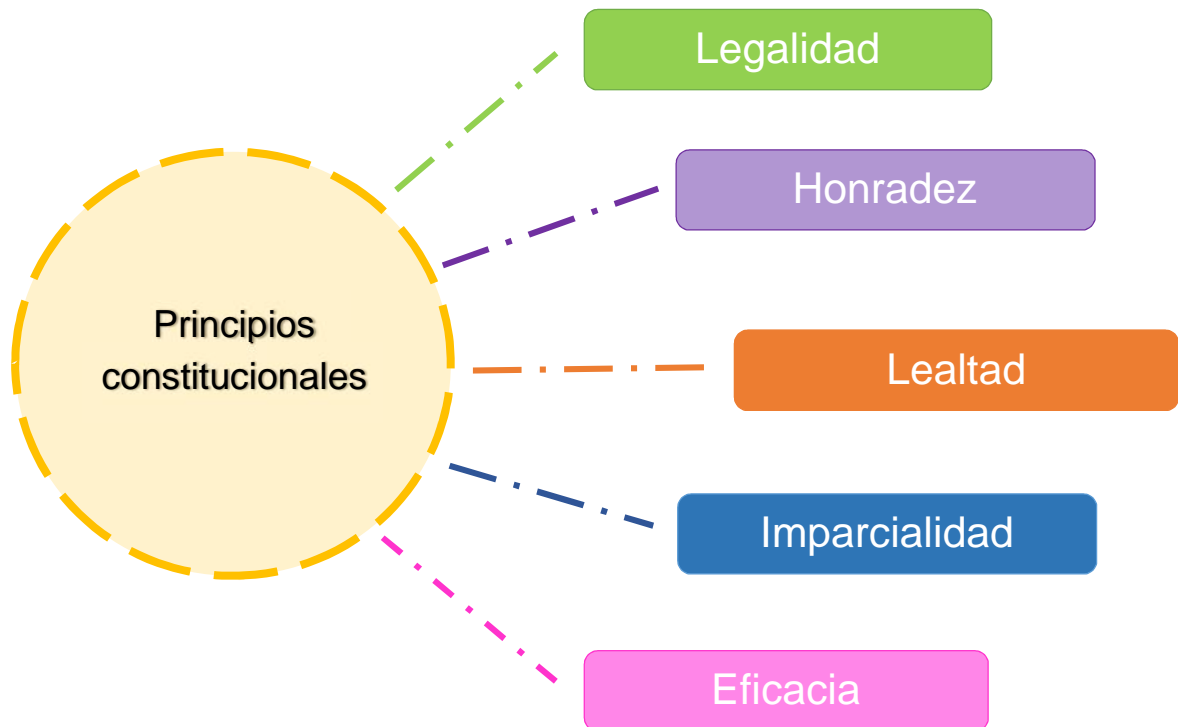 Legalidad
Honradez
Principios
constitucionales
Lealtad
Imparcialidad
Eficacia